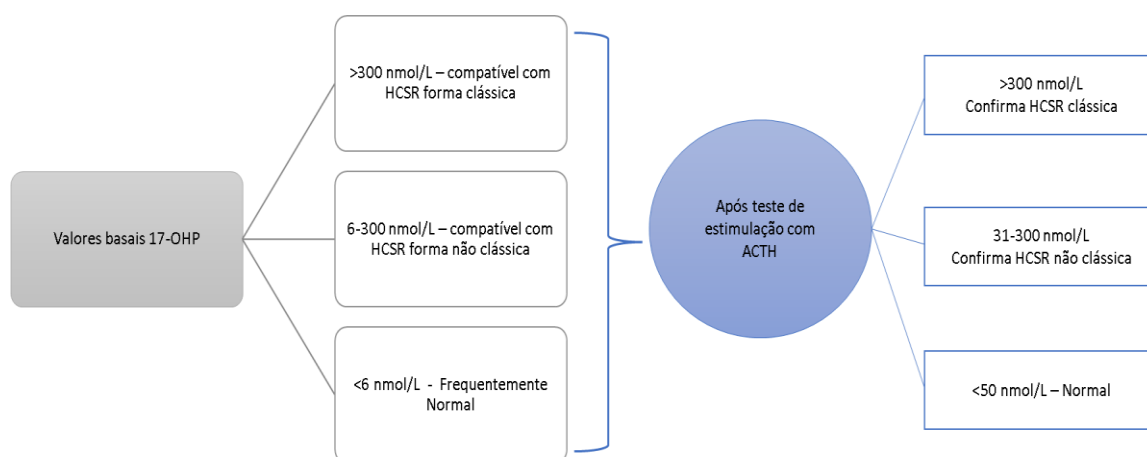 Valores basais 17-OHP
>300 nmol/L – compatível com
HCSR forma clássica
6-300 nmol/L – compatível com
HCSR forma não clássica
<6 nmol/L - Frequentemente
Normal
Após teste de
estimulação com
ACTH
>300 nmol/L
Confirma HCSR clássica
31-300 nmol/L
Confirma HCSR não clássica
<50 nmol/L – Normal